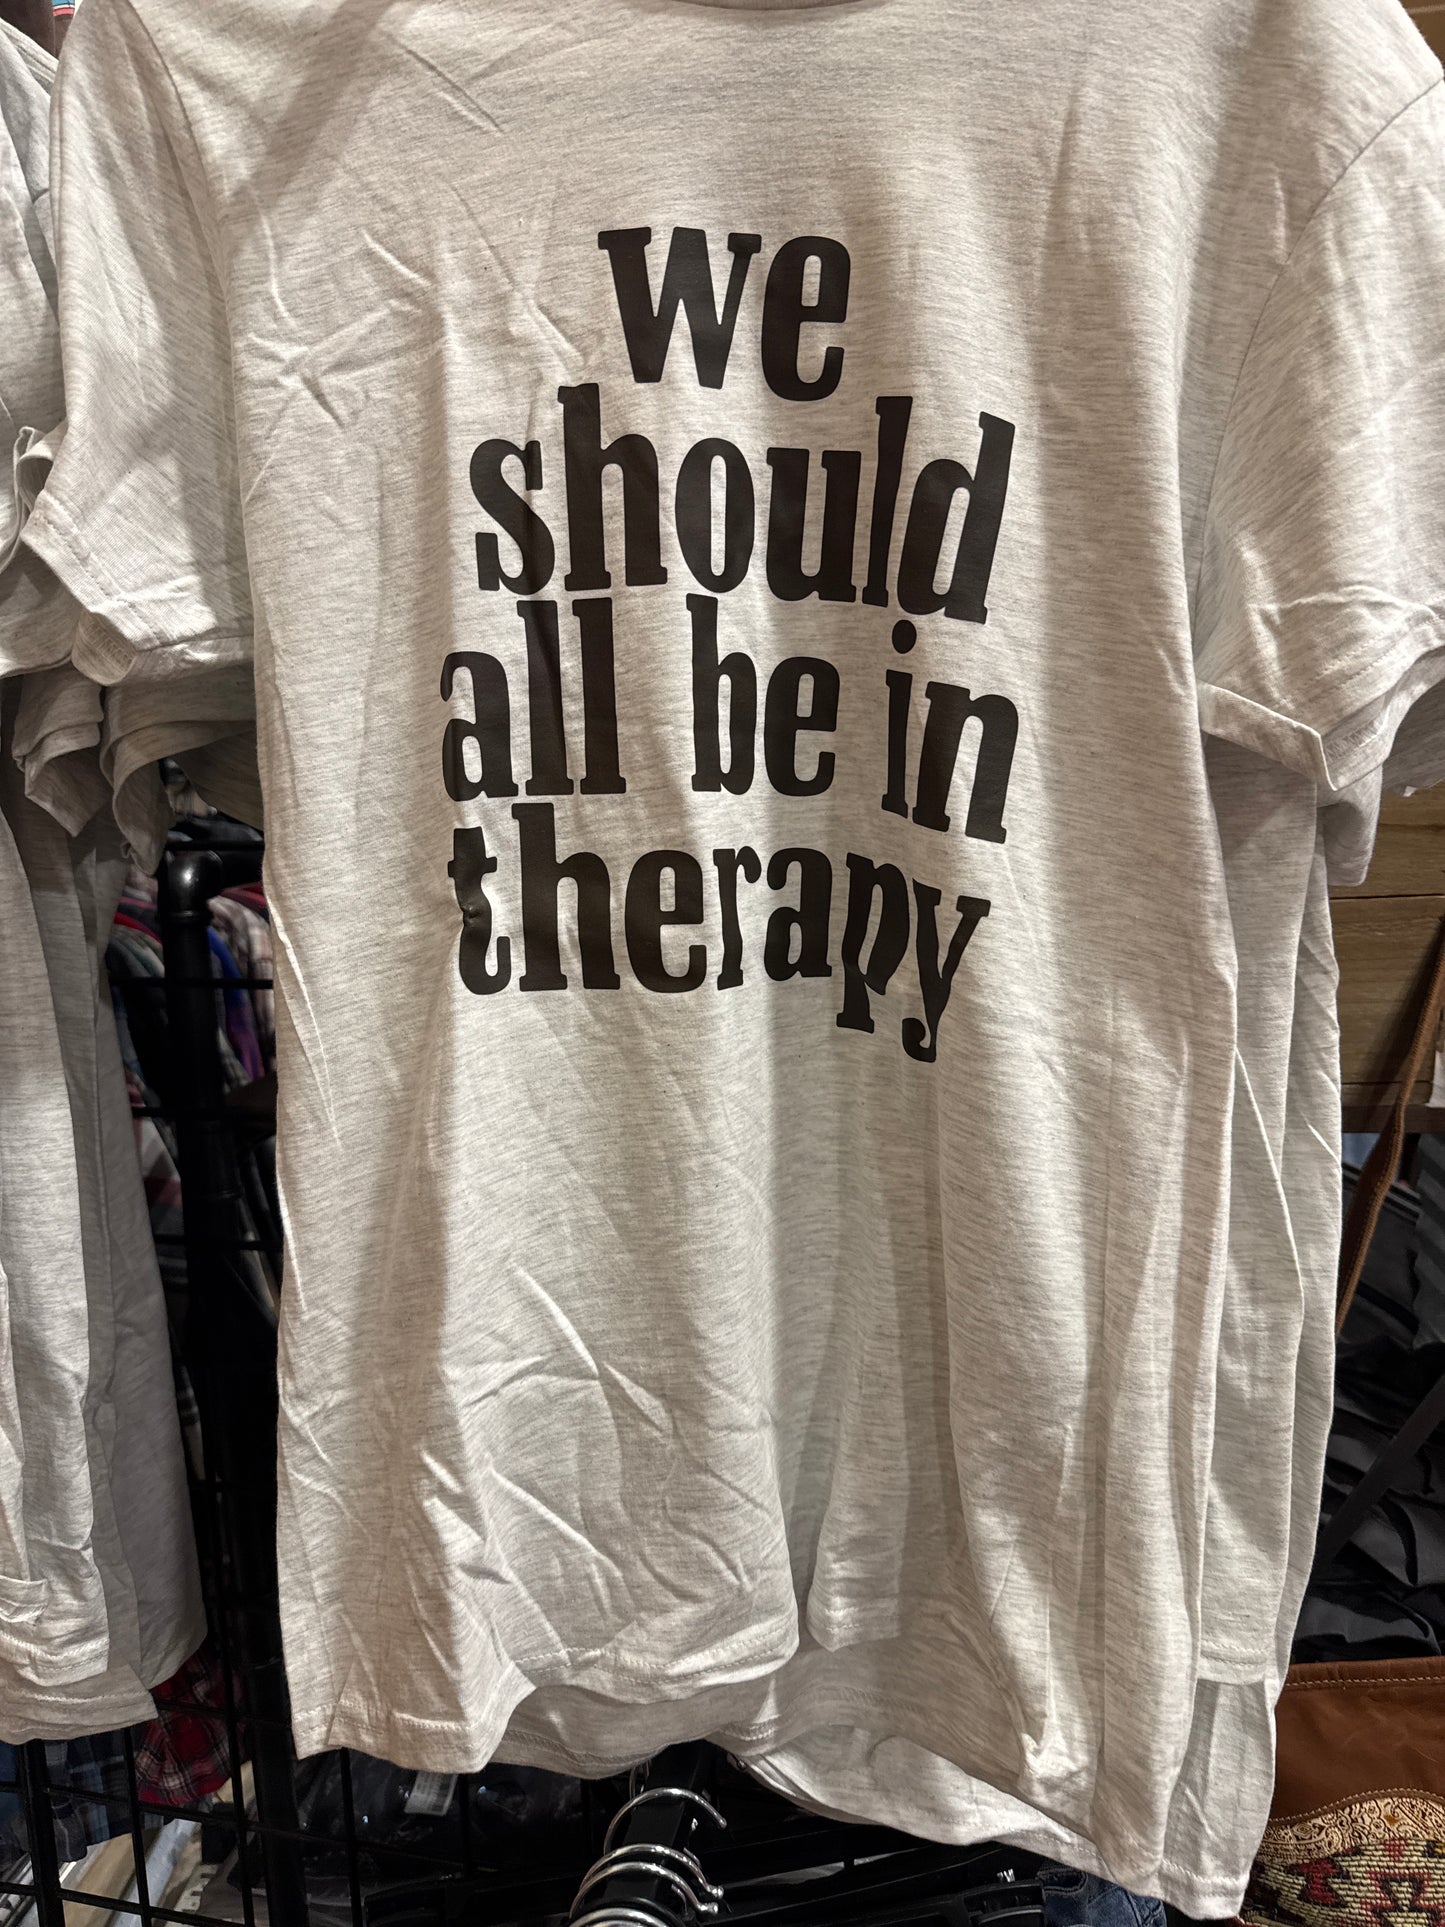 we
should
all be in
therapy